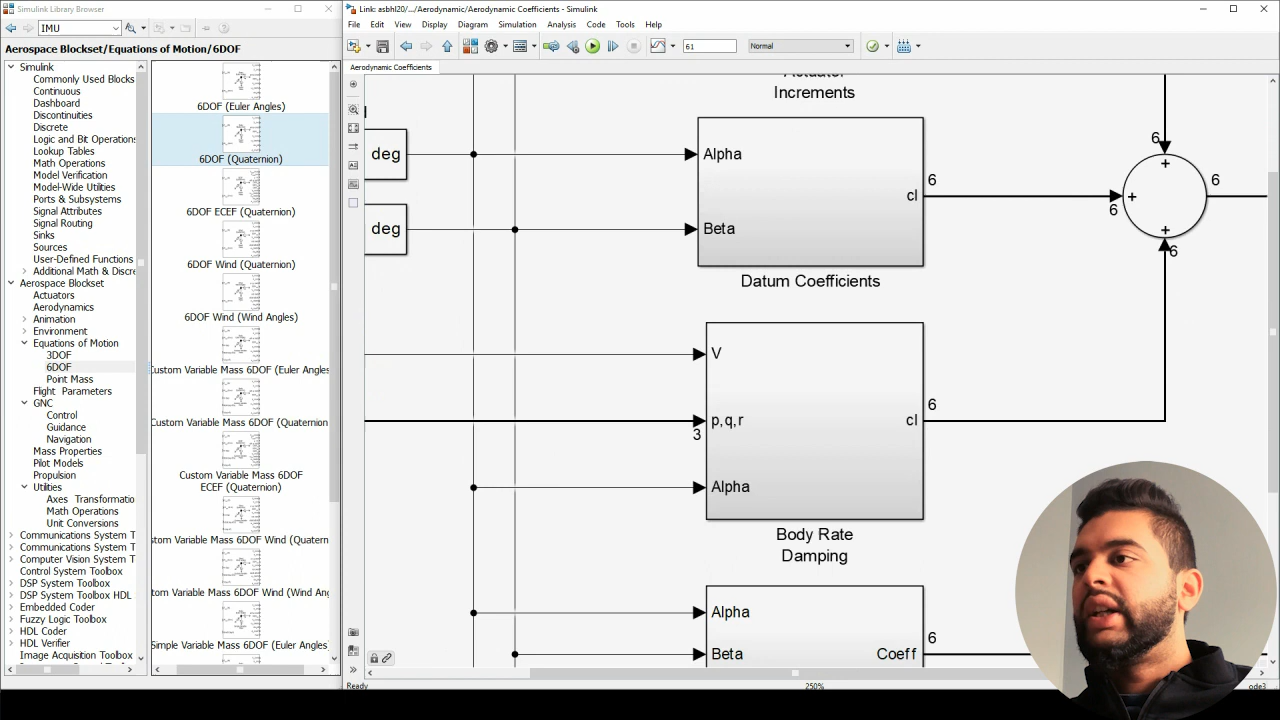 Simulink Library Browser
IMU
Aerospace Blockset/Equations of Motion/6DOF
Simulink
Commonly Used Blocks
Continuous
Dashboard
Discontinuities
Discrete
Logic and Bit Operations
Lookup Tables
Math Operations
Model Verification
Model-Wide Utilities
Ports & Subsystems
Signal Attributes
Signal Routing
Sinks
Sources
User-Defined Functions
Additional Math & Discre
Aerospace Blockset
Actuators
Aerodynamics
Animation
Environment
Equations of Motion
3DOF
6DOF
Point Mass
Flight Parameters
GNC
Control
Guidance
Navigation
Mass Properties
Pilot Models
Propulsion
Utilities
Axes Transformatio
Math Operations
Unit Conversions
Communications System T
Communications System T
Computer Vision System T
Control System Toolbox
DSP System Toolbox
DSP System Toolbox HDL
Embedded Coder
Fuzzy Logic Toolbox
HDL Coder
HDL Verifier
Image Acquisition Toolbox
6DOF (Euler Angles)
6DOF (Quaternion)
6DOF ECEF (Quaternion)
6DOF Wind (Quaternion)
6DOF Wind (Wind Angles)
Custom Variable Mass 6DOF (Euler Angles
Custom Variable Mass 6DOF (Quaternion
Custom Variable Mass 6DOF
ECEF (Quaternion)
stom Variable Mass 6DOF Wind (Quatern
tom Variable Mass 6DOF Wind (Wind Ang
Simple Variable Mass 6DOF (Euler Angles
Link: asbhl20/.../Aerodynamic/Aerodynamic Coefficients - Simulink
File Edit View Display Diagram Simulation Analysis Code Tools Help
61
Normal
Aerodynamic Coefficients
Actuator
Increments
deg
deg
Alpha
Beta
cl
6
Datum Coefficients
6
6
6
6
+
+
+
V
p,q,r
3
Alpha
cl
6
Body Rate
Damping
Alpha
Beta
Coeff
6
Ready
250%
ode3